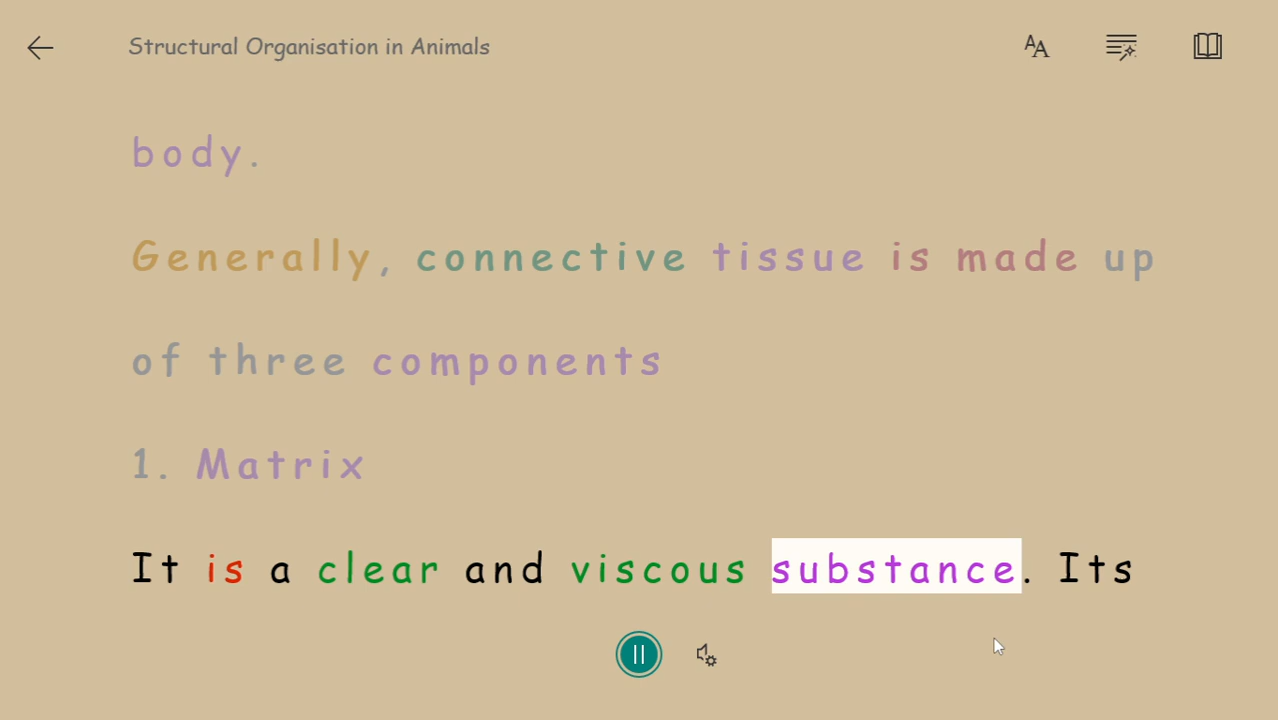 Structural Organisation in Animals
body.
Generally, connective tissue is made up
of three components
1. Matrix
It is a clear and viscous substance. Its